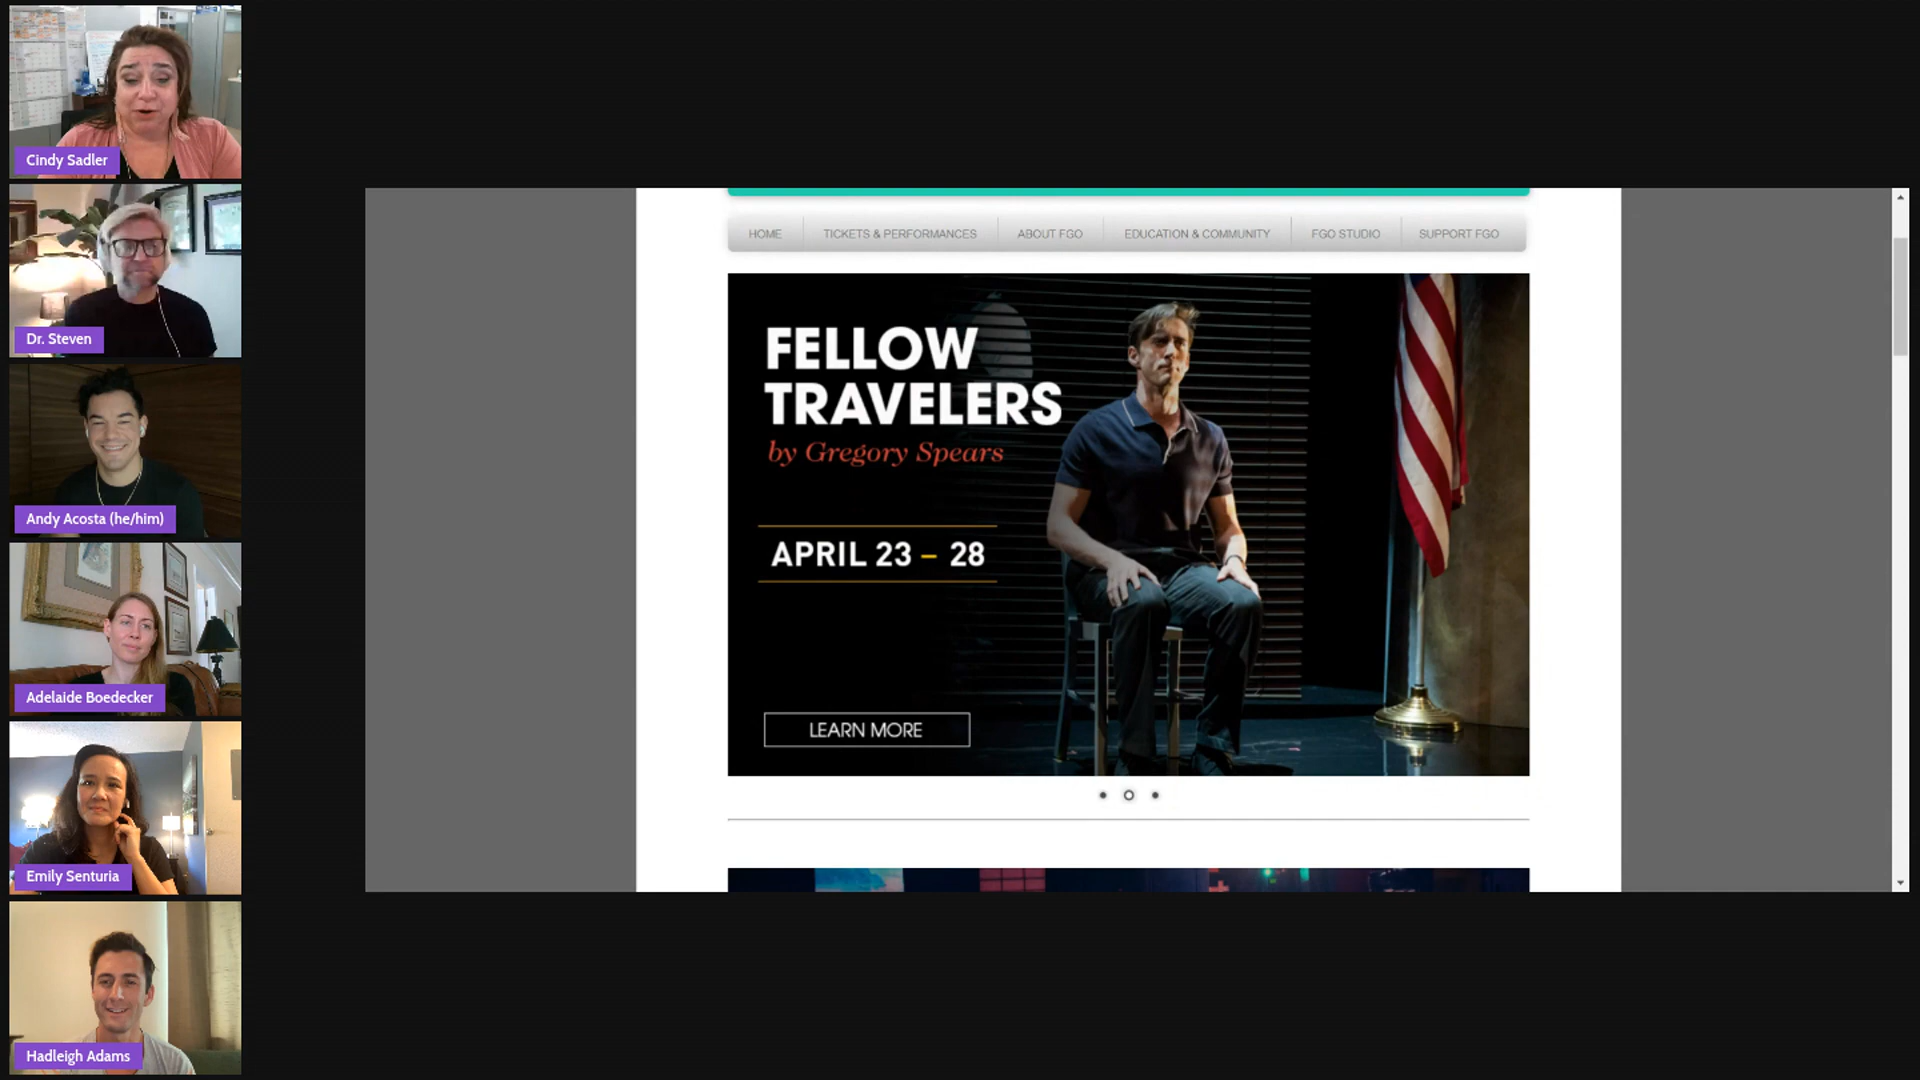 Cindy Sadler
Dr. Steven
Andy Acosta (he/him)
Adelaide Boedecker
Emily Senturia
Hadleigh Adams
HOME TICKETS & PERFORMANCES ABOUT FGO EDUCATION & COMMUNITY FGO STUDIO SUPPORT FGO
FELLOW
TRAVELERS
by Gregory Spears
APRIL 23 – 28
LEARN MORE